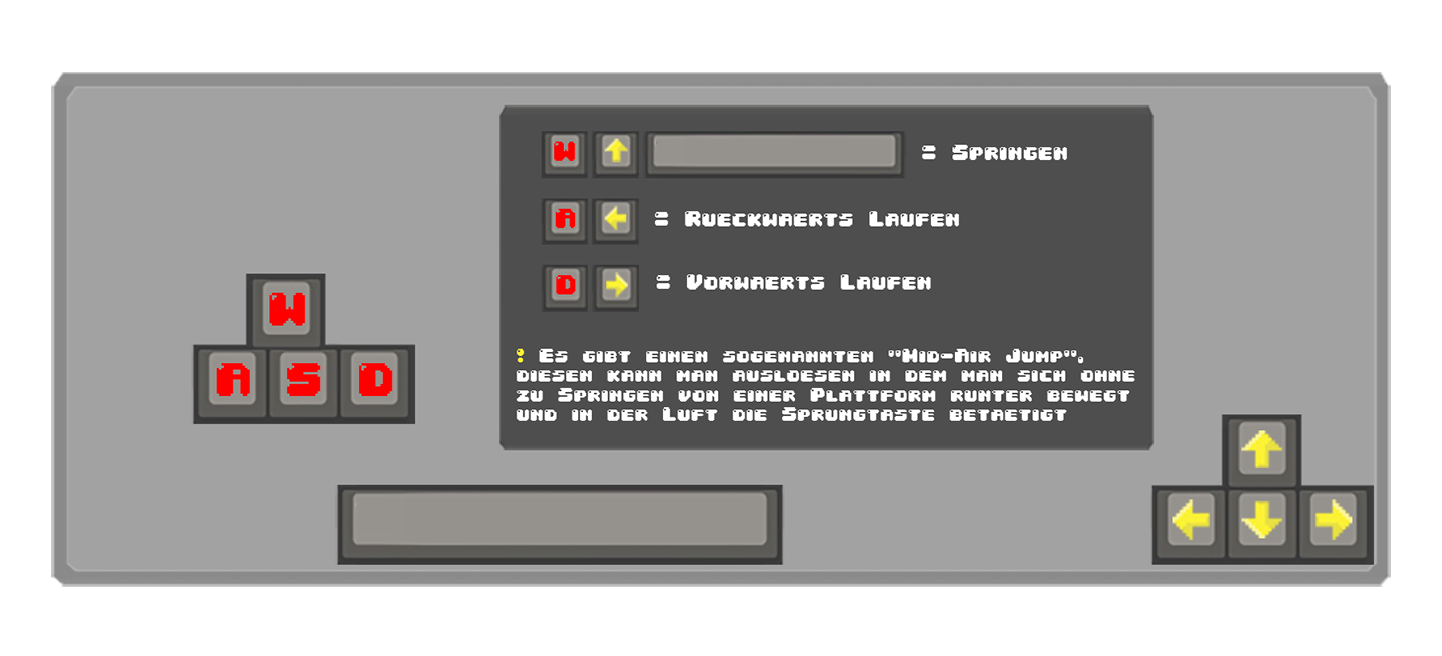 W = Springen
A = Rueckwaerts Laufen
D = Vorwaerts Laufen
W
A S D
! Es gibt einen sogenannten "Mid-Air Jump",
diesen kann man ausloesen in dem man sich ohne
zu Springen von einer Plattform runter bewegt
und in der Luft die Sprungtaste betaetigt